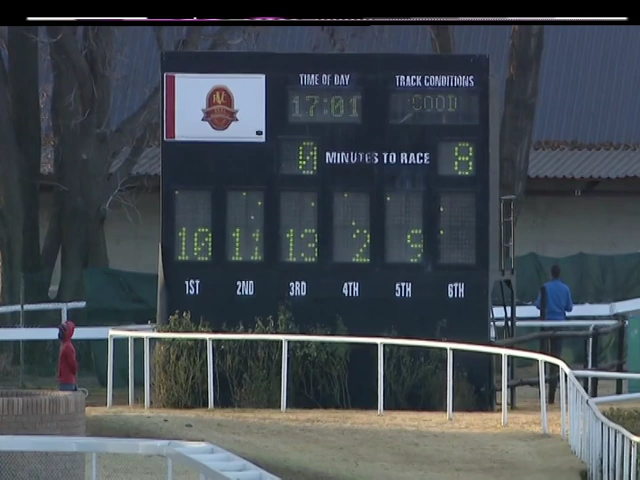 TIME OF DAY TRACK CONDITIONS
17:01 GOOD
0 MINUTES TO RACE 8
10 11 13 2 9
1ST 2ND 3RD 4TH 5TH 6TH